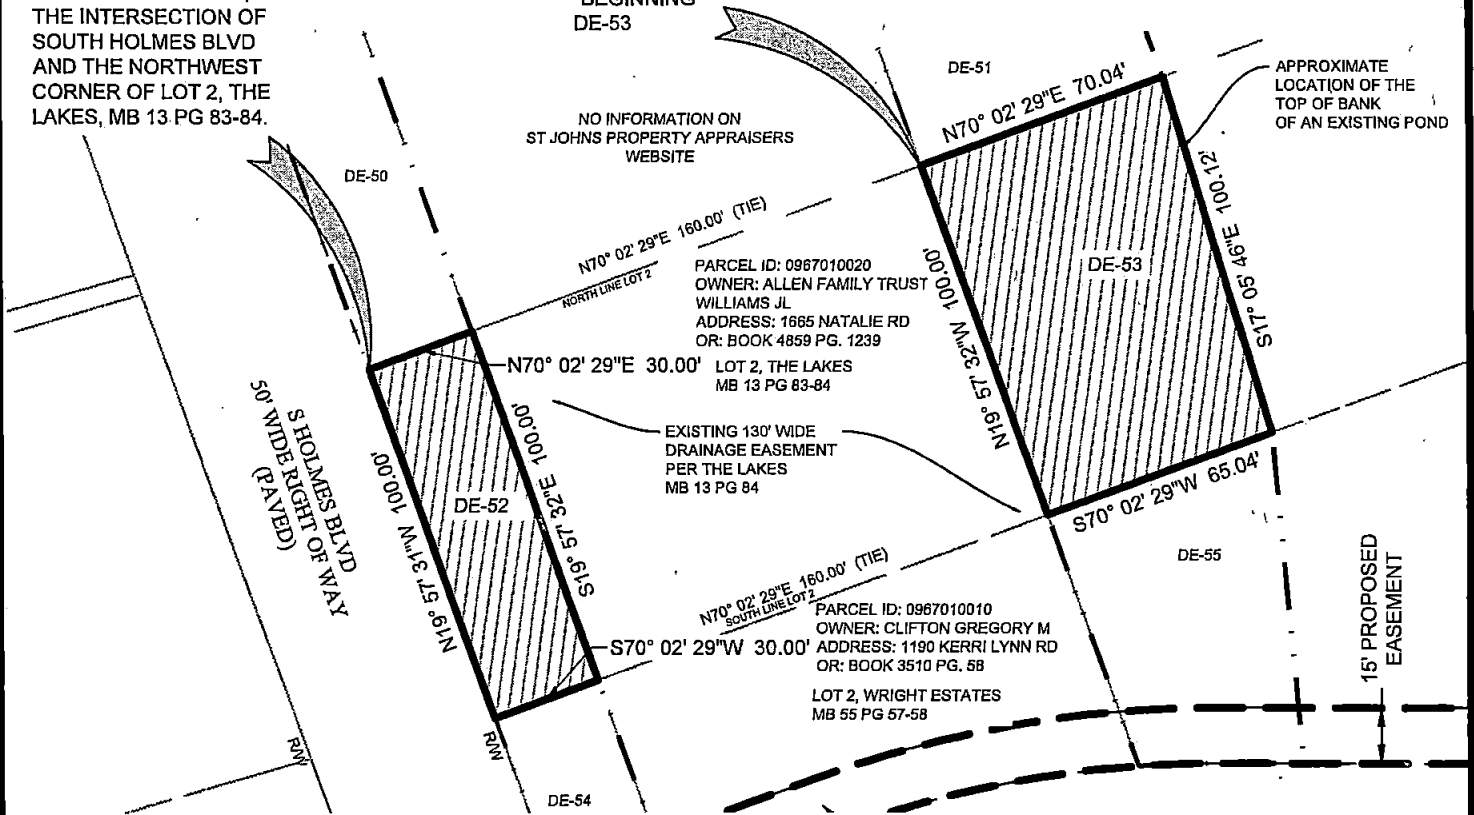 THE INTERSECTION OF
SOUTH HOLMES BLVD
AND THE NORTHWEST
CORNER OF LOT 2, THE
LAKES, MB 13 PG 83-84.
BEGINNING
DE-53
DE-51
N70° 02' 29"E 70.04'
APPROXIMATE
LOCATION OF THE
TOP OF BANK
OF AN EXISTING POND
NO INFORMATION ON
ST JOHNS PROPERTY APPRAISERS
WEBSITE
DE-50
N70° 02' 29"E 160.00' (TIE)
NORTH LINE LOT 2
PARCEL ID: 0967010020
OWNER: ALLEN FAMILY TRUST
WILLIAMS JL
ADDRESS: 1665 NATALIE RD
OR: BOOK 4859 PG. 1239
LOT 2, THE LAKES
MB 13 PG 83-84
N19° 57' 32"W 100.00'
DE-53
S17° 05' 46"E 100.12'
N70° 02' 29"E 30.00'
EXISTING 130' WIDE
DRAINAGE EASEMENT
PER THE LAKES
MB 13 PG 84
S HOLMES BLVD
50' WIDE RIGHT OF WAY
(PAVED)
N19° 57' 31"W 100.00'
DE-52
S19° 57' 32"E 100.00'
S70° 02' 29"W 65.04'
DE-55
N70° 02' 29"E 160.00' (TIE)
SOUTH LINE LOT 2
S70° 02' 29"W 30.00'
PARCEL ID: 0967010010
OWNER: CLIFTON GREGORY M
ADDRESS: 1190 KERRI LYNN RD
OR: BOOK 3510 PG. 58
LOT 2, WRIGHT ESTATES
MB 55 PG 57-58
15' PROPOSED
EASEMENT
R/W
R/W
DE-54